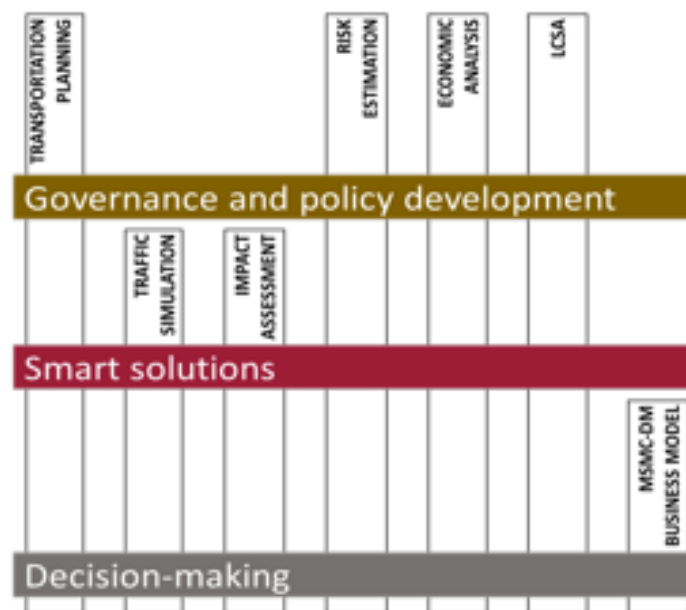 TRANSPORTATION
PLANNING
RISK
ESTIMATION
ECONOMIC
ANALYSIS
LCSA
Governance and policy development
TRAFFIC
SIMULATION
IMPACT
ASSESSMENT
Smart solutions
MSMC-DM
BUSINESS MODEL
Decision-making